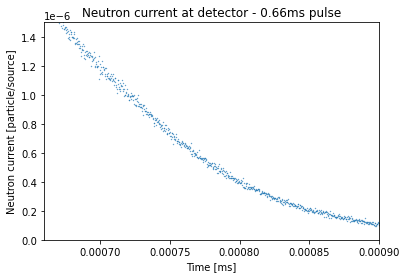 Neutron current at detector - 0.66ms pulse
1e−6
1.4
1.2
1.0
0.8
0.6
0.4
0.2
0.0
Neutron current [particle/source]
0.00070 0.00075 0.00080 0.00085 0.00090
Time [ms]